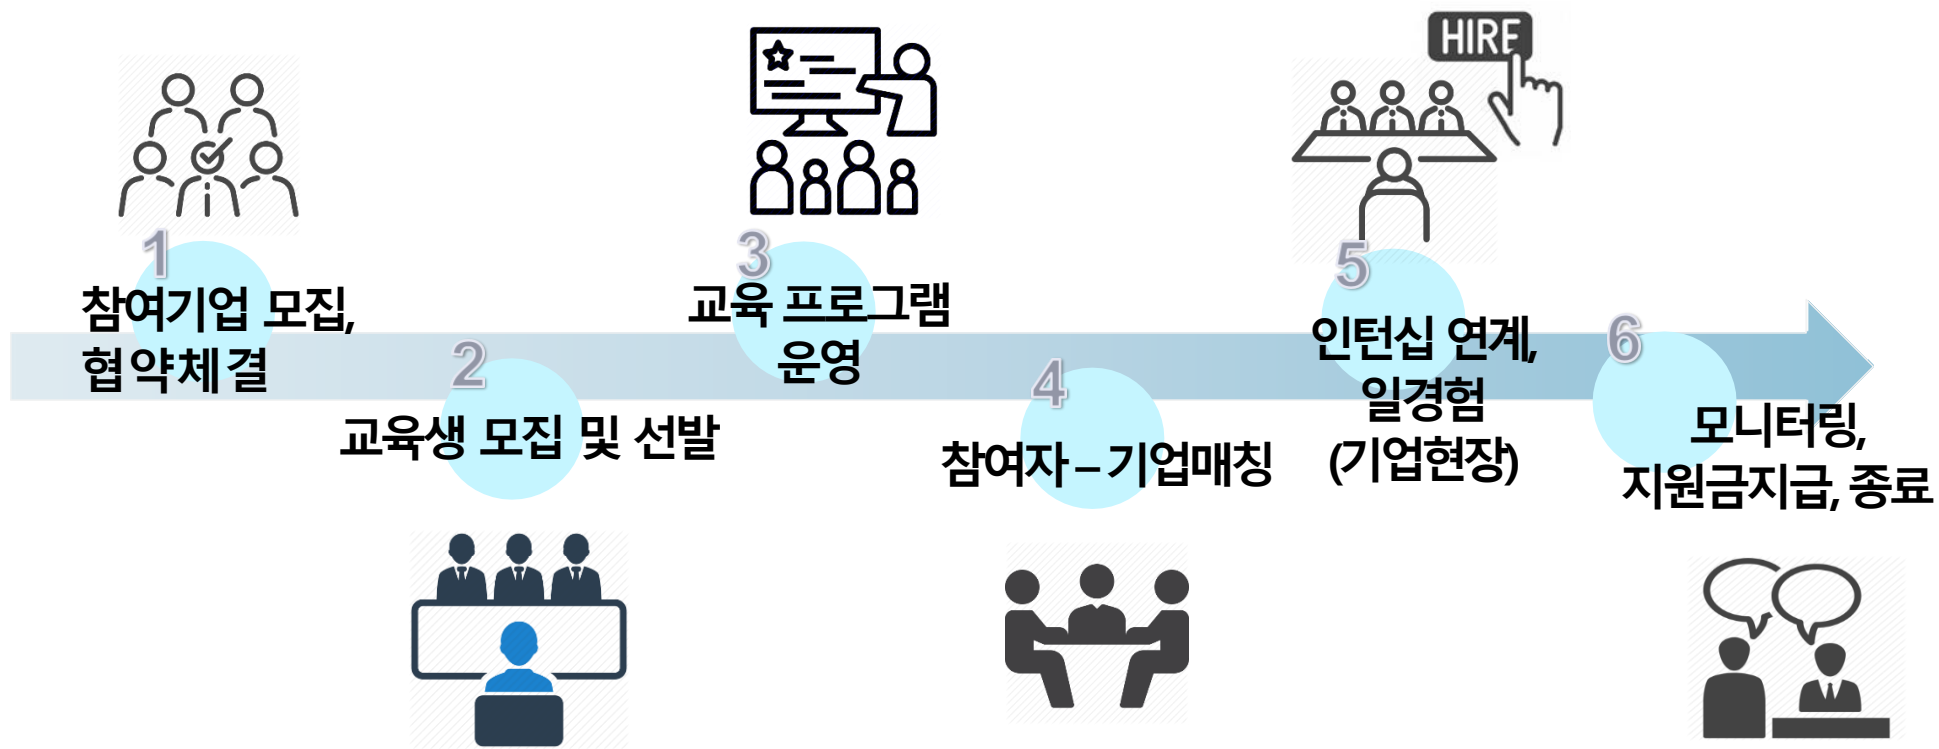 1
참여기업 모집,
협약체결
2
교육생 모집 및 선발
3
교육 프로그램
운영
4
참여자 – 기업매칭
HIRE
5
인턴십 연계,
일경험
(기업현장)
6
모니터링,
지원금지급, 종료